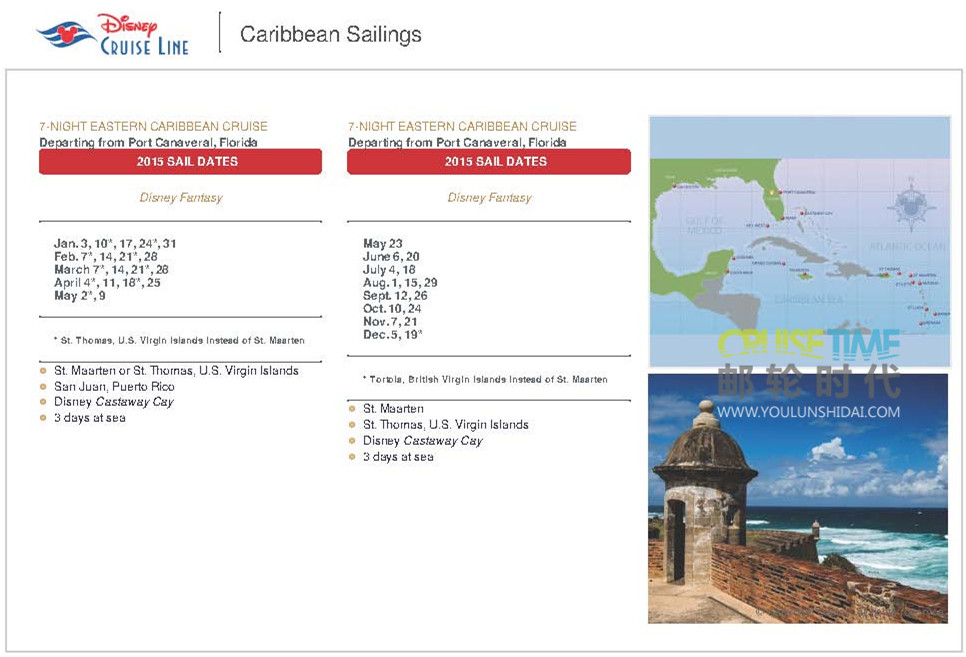 Disney
CRUISE LINE
Caribbean Sailings
7-NIGHT EASTERN CARIBBEAN CRUISE
Departing from Port Canaveral, Florida
2015 SAIL DATES
Disney Fantasy
Jan. 3, 10*, 17, 24*, 31
Feb. 7*, 14, 21*, 28
March 7*, 14, 21*, 28
April 4*, 11, 18*, 25
May 2*, 9
* St. Thomas, U.S. Virgin Islands Instead of St. Maarten
St. Maarten or St. Thomas, U.S. Virgin Islands
San Juan, Puerto Rico
Disney Castaway Cay
3 days at sea
7-NIGHT EASTERN CARIBBEAN CRUISE
Departing from Port Canaveral, Florida
2015 SAIL DATES
Disney Fantasy
May 23
June 6, 20
July 4, 18
Aug. 1, 15, 29
Sept. 12, 26
Oct. 10, 24
Nov. 7, 21
Dec. 5, 19*
* Tortola, British Virgin Islands Instead of St. Maarten
St. Maarten
St. Thomas, U.S. Virgin Islands
Disney Castaway Cay
3 days at sea
GULF OF
MEXICO
ATLANTIC OCEAN
CARIBBEAN SEA
CRUISETIME
邮轮时代
WWW.YOULUNSHIDAI.COM